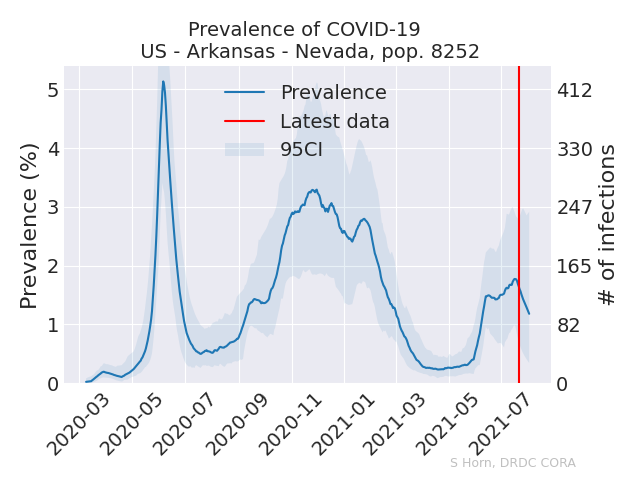 Prevalence of COVID-19
US - Arkansas - Nevada, pop. 8252
Prevalence
Latest data
95CI
Prevalence (%)
5
4
3
2
1
0
412
330
247
165
82
0
# of infections
2020-03
2020-05
2020-07
2020-09
2020-11
2021-01
2021-03
2021-05
2021-07
S Horn, DRDC CORA